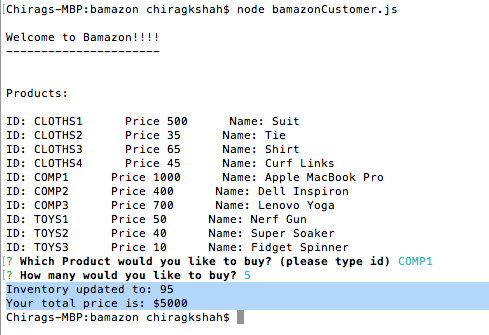 Chirags-MBP:bamazon chiragkshah$ node bamazonCustomer.js
Welcome to Bamazon!!!!
----------------------
Products:
ID: CLOTHS1      Price 500      Name: Suit
ID: CLOTHS2      Price 35      Name: Tie
ID: CLOTHS3      Price 65      Name: Shirt
ID: CLOTHS4      Price 45      Name: Curf Links
ID: COMP1      Price 1000      Name: Apple MacBook Pro
ID: COMP2      Price 400      Name: Dell Inspiron
ID: COMP3      Price 700      Name: Lenovo Yoga
ID: TOYS1      Price 50      Name: Nerf Gun
ID: TOYS2      Price 40      Name: Super Soaker
ID: TOYS3      Price 10      Name: Fidget Spinner
[? Which Product would you like to buy? (please type id) COMP1
[? How many would you like to buy? 5
Inventory updated to: 95
Your total price is: $5000
Chirags-MBP:bamazon chiragkshah$